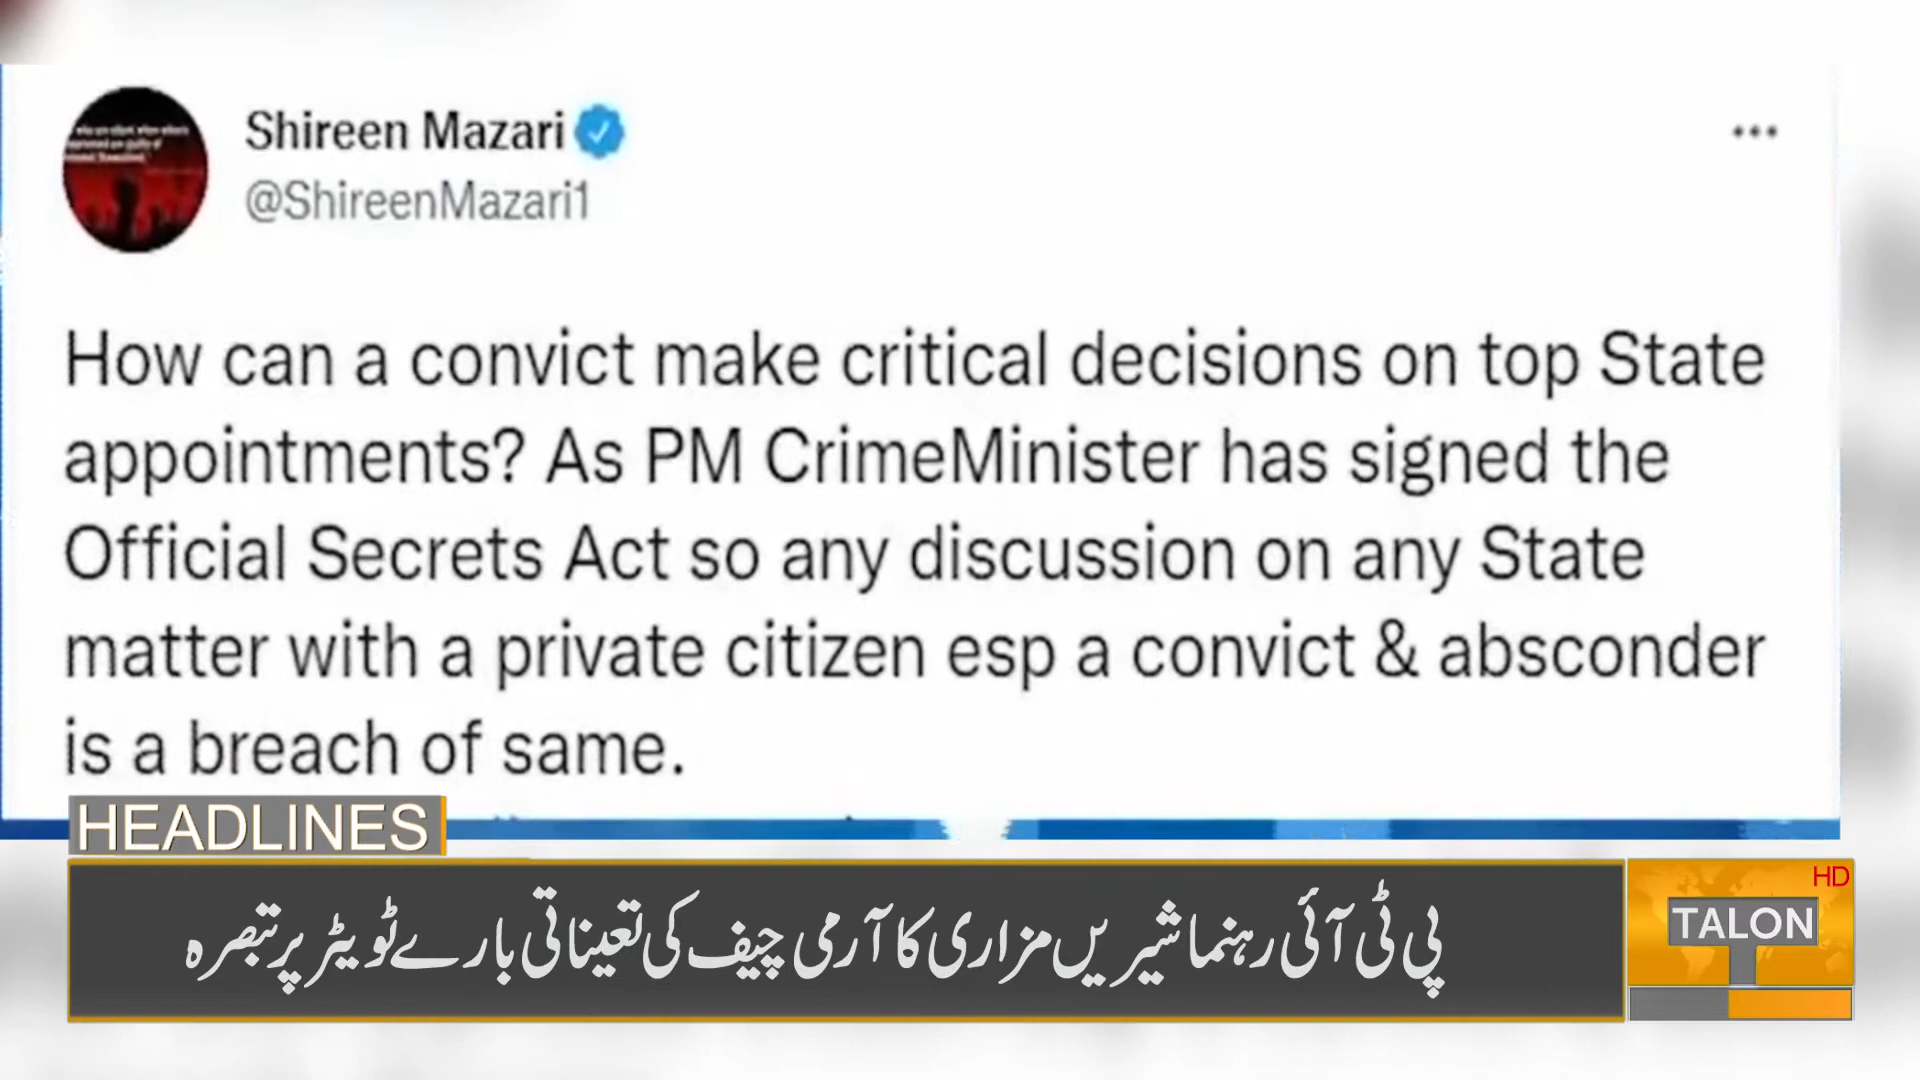 Shireen Mazari
@ShireenMazari1
How can a convict make critical decisions on top State
appointments? As PM CrimeMinister has signed the
Official Secrets Act so any discussion on any State
matter with a private citizen esp a convict & absconder
is a breach of same.
HEADLINES
پی ٹی آئی رہنما شیریں مزاری کا آرمی چیف کی تعیناتی بارے ٹویٹر پر تبصرہ
HD
TALON